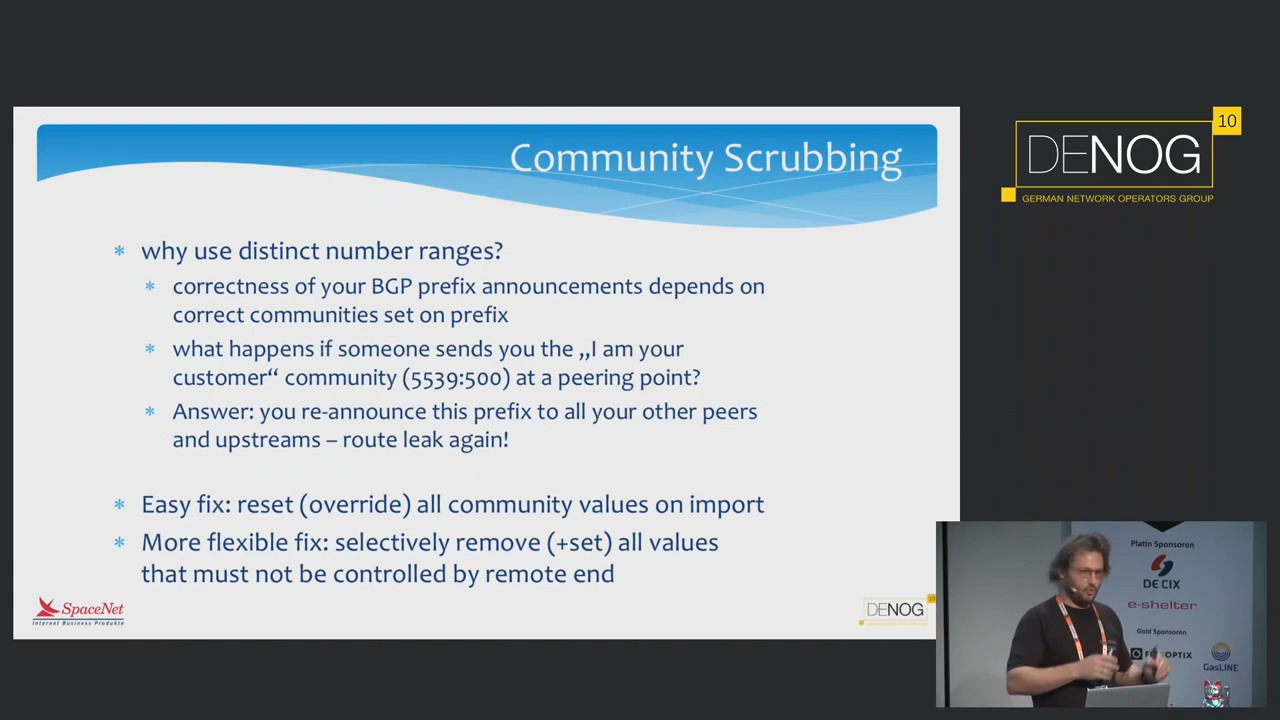 Community Scrubbing
* why use distinct number ranges?
* correctness of your BGP prefix announcements depends on
correct communities set on prefix
* what happens if someone sends you the „I am your
customer“ community (5539:500) at a peering point?
* Answer: you re-announce this prefix to all your other peers
and upstreams – route leak again!
* Easy fix: reset (override) all community values on import
* More flexible fix: selectively remove (+set) all values
that must not be controlled by remote end
SpaceNet
Internet Business Produkte
DENOG
10
DENOG
GERMAN NETWORK OPERATORS GROUP
Platin Sponsoren
DE CIX
e-shelter
Gold Sponsoren
GasLINE